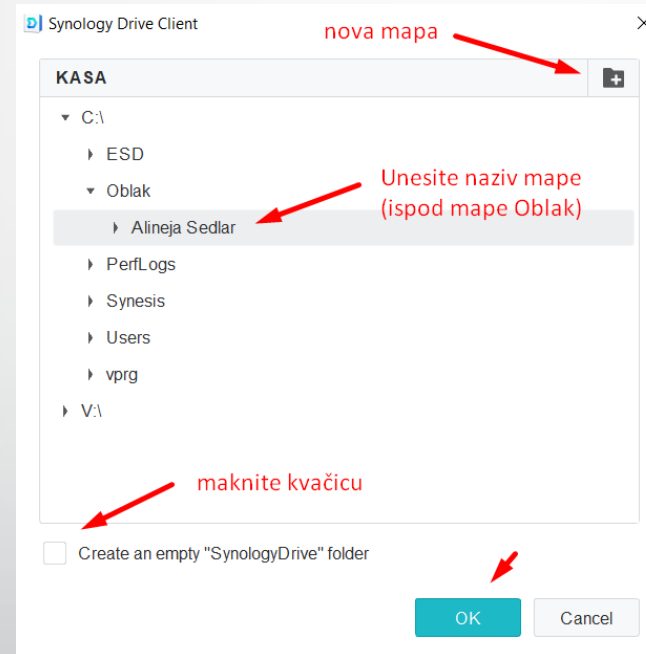 Synology Drive Client
nova mapa
KASA
C:\
ESD
Oblak
Unesite naziv mape
(ispod mape Oblak)
Alineja Sedlar
PerfLogs
Synesis
Users
vprg
V:\
maknite kvačicu
Create an empty "SynologyDrive" folder
OK
Cancel